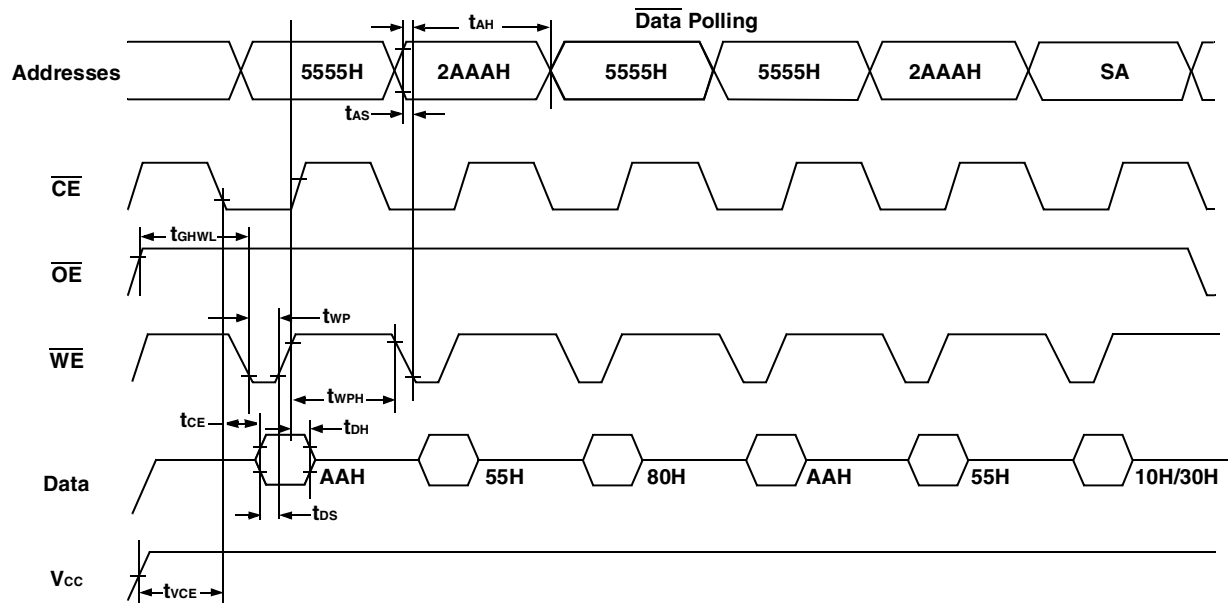 tAH
Data Polling
Addresses 5555H 2AAAH 5555H 5555H 2AAAH SA
tAS
CE
tGHWL
OE
tWP
WE
tWPH
tCE
tDH
Data AAH 55H 80H AAH 55H 10H/30H
tDS
VCC
tVCE